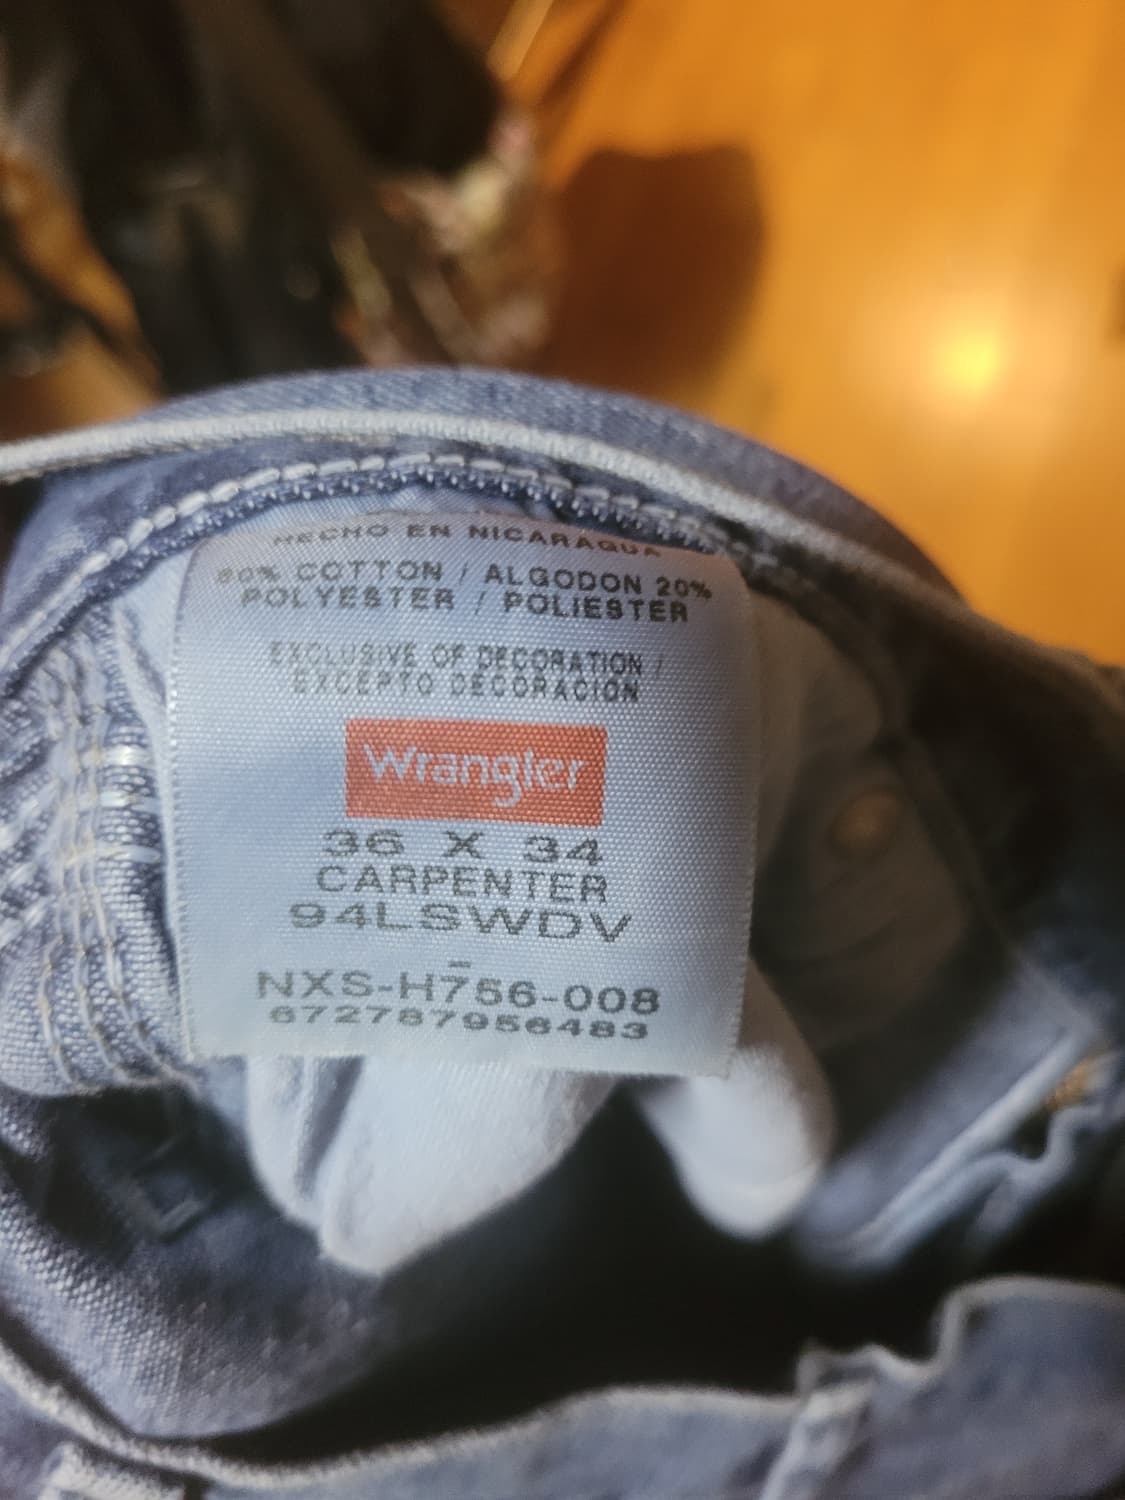 HECHO EN NICARAGUA
80% COTTON / ALGODON 20%
POLYESTER / POLIESTER
EXCLUSIVE OF DECORATION /
EXCEPTO DECORACION
Wrangler
36 X 34
CARPENTER
94LSWDV
NXS-H756-008
672787956483